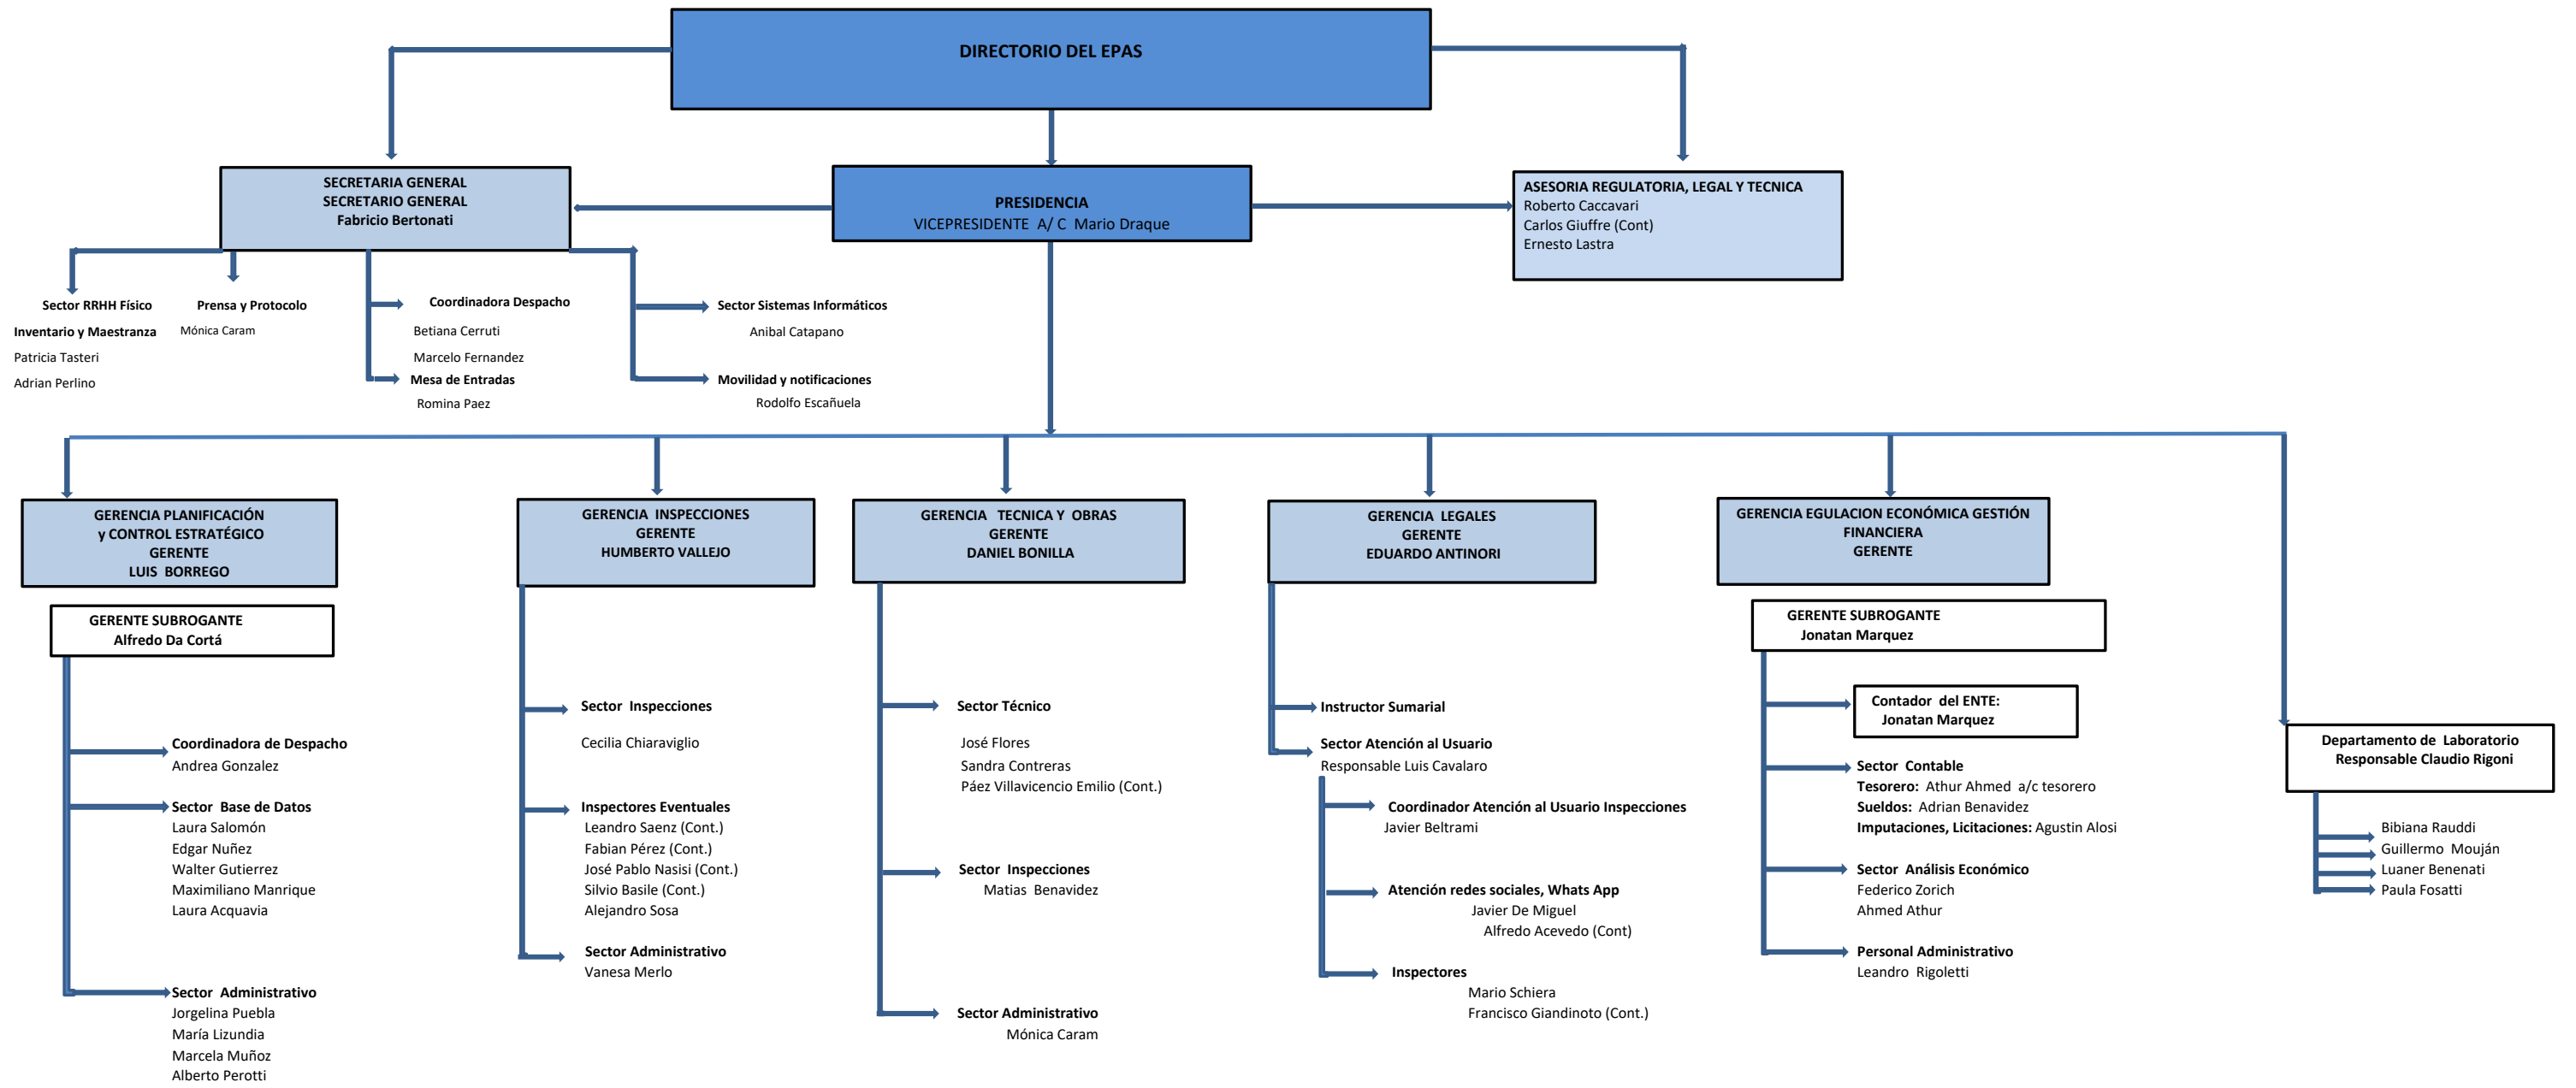 DIRECTORIO DEL EPAS
SECRETARIA GENERAL
SECRETARIO GENERAL
Fabricio Bertonati
PRESIDENCIA
VICEPRESIDENTE A/ C Mario Draque
ASESORIA REGULATORIA, LEGAL Y TECNICA
Roberto Caccavari
Carlos Giuffre (Cont)
Ernesto Lastra
Sector RRHH Físico
Inventario y Maestranza
Patricia Tasteri
Adrian Perlino
Prensa y Protocolo
Mónica Caram
Coordinadora Despacho
Betiana Cerruti
Marcelo Fernandez
Mesa de Entradas
Romina Paez
Sector Sistemas Informáticos
Anibal Catapano
Movilidad y notificaciones
Rodolfo Escañuela
GERENCIA PLANIFICACIÓN
y CONTROL ESTRATÉGICO
GERENTE
LUIS BORREGO
GERENTE SUBROGANTE
Alfredo Da Cortá
Coordinadora de Despacho
Andrea Gonzalez
Sector Base de Datos
Laura Salomón
Edgar Nuñez
Walter Gutierrez
Maximiliano Manrique
Laura Acquavia
Sector Administrativo
Jorgelina Puebla
María Lizundia
Marcela Muñoz
Alberto Perotti
GERENCIA INSPECCIONES
GERENTE
HUMBERTO VALLEJO
Sector Inspecciones
Cecilia Chiaraviglio
Inspectores Eventuales
Leandro Saenz (Cont.)
Fabian Pérez (Cont.)
José Pablo Nasisi (Cont.)
Silvio Basile (Cont.)
Alejandro Sosa
Sector Administrativo
Vanesa Merlo
GERENCIA TECNICA Y OBRAS
GERENTE
DANIEL BONILLA
Sector Técnico
José Flores
Sandra Contreras
Páez Villavicencio Emilio (Cont.)
Sector Inspecciones
Matias Benavidez
Sector Administrativo
Mónica Caram
GERENCIA LEGALES
GERENTE
EDUARDO ANTINORI
Instructor Sumarial
Sector Atención al Usuario
Responsable Luis Cavalaro
Coordinador Atención al Usuario Inspecciones
Javier Beltrami
Atención redes sociales, Whats App
Javier De Miguel
Alfredo Acevedo (Cont)
Inspectores
Mario Schiera
Francisco Giandinoto (Cont.)
GERENCIA EGULACION ECONÓMICA GESTIÓN
FINANCIERA
GERENTE
GERENTE SUBROGANTE
Jonatan Marquez
Contador del ENTE:
Jonatan Marquez
Sector Contable
Tesorero: Athur Ahmed a/c tesorero
Sueldos: Adrian Benavidez
Imputaciones, Licitaciones: Agustin Alosi
Sector Análisis Económico
Federico Zorich
Ahmed Athur
Personal Administrativo
Leandro Rigoletti
Departamento de Laboratorio
Responsable Claudio Rigoni
Bibiana Rauddi
Guillermo Mouján
Luaner Benenati
Paula Fosatti